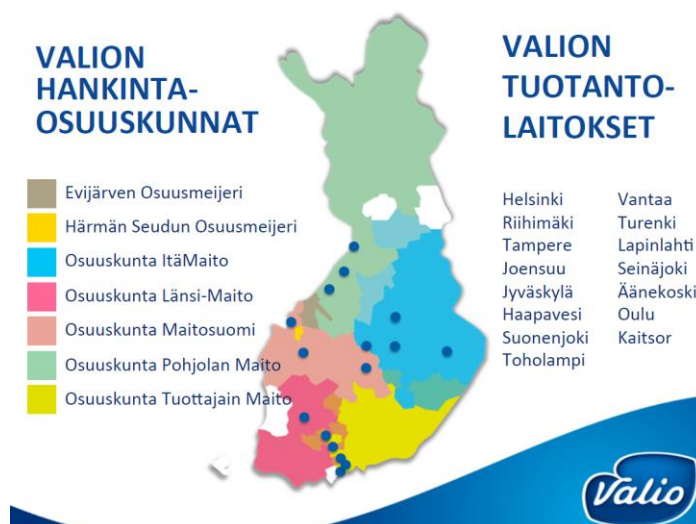 VALION
HANKINTA-
OSUUSKUNNAT
Evijärven Osuusmeijeri
Härmän Seudun Osuusmeijeri
Osuuskunta ItäMaito
Osuuskunta Länsi-Maito
Osuuskunta Maitosuomi
Osuuskunta Pohjolan Maito
Osuuskunta Tuottajain Maito
VALION
TUOTANTO-
LAITOKSET
Helsinki
Riihimäki
Tampere
Joensuu
Jyväskylä
Haapavesi
Suonenjoki
Toholampi
Vantaa
Turenki
Lapinlahti
Seinäjoki
Äänekoski
Oulu
Kaitsor
Valio